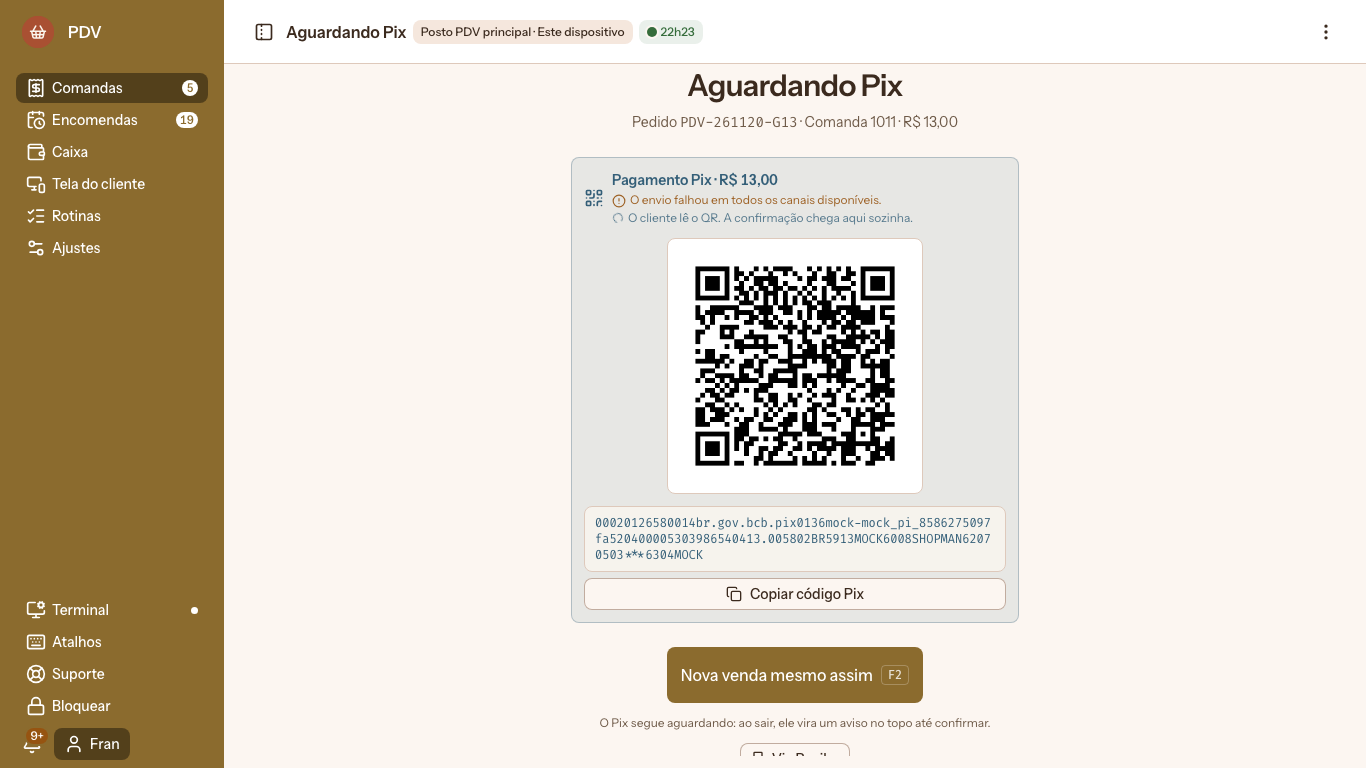 PDV
Aguardando Pix
Posto PDV principal · Este dispositivo
22h23
Comandas
5
Encomendas
19
Caixa
Tela do cliente
Rotinas
Ajustes
Aguardando Pix
Pedido PDV-261120-G13 · Comanda 1011 · R$ 13,00
Pagamento Pix · R$ 13,00
O envio falhou em todos os canais disponíveis.
O cliente lê o QR. A confirmação chega aqui sozinha.
00020126580014br.gov.bcb.pix0136mock-mock_pi_8586275097
fa520400005303986540413.005802BR5913MOCK6008SHOPMAN6207
0503***6304MOCK
Copiar código Pix
Nova venda mesmo assim F2
O Pix segue aguardando: ao sair, ele vira um aviso no topo até confirmar.
Terminal
Atalhos
Suporte
Bloquear
9+
Fran